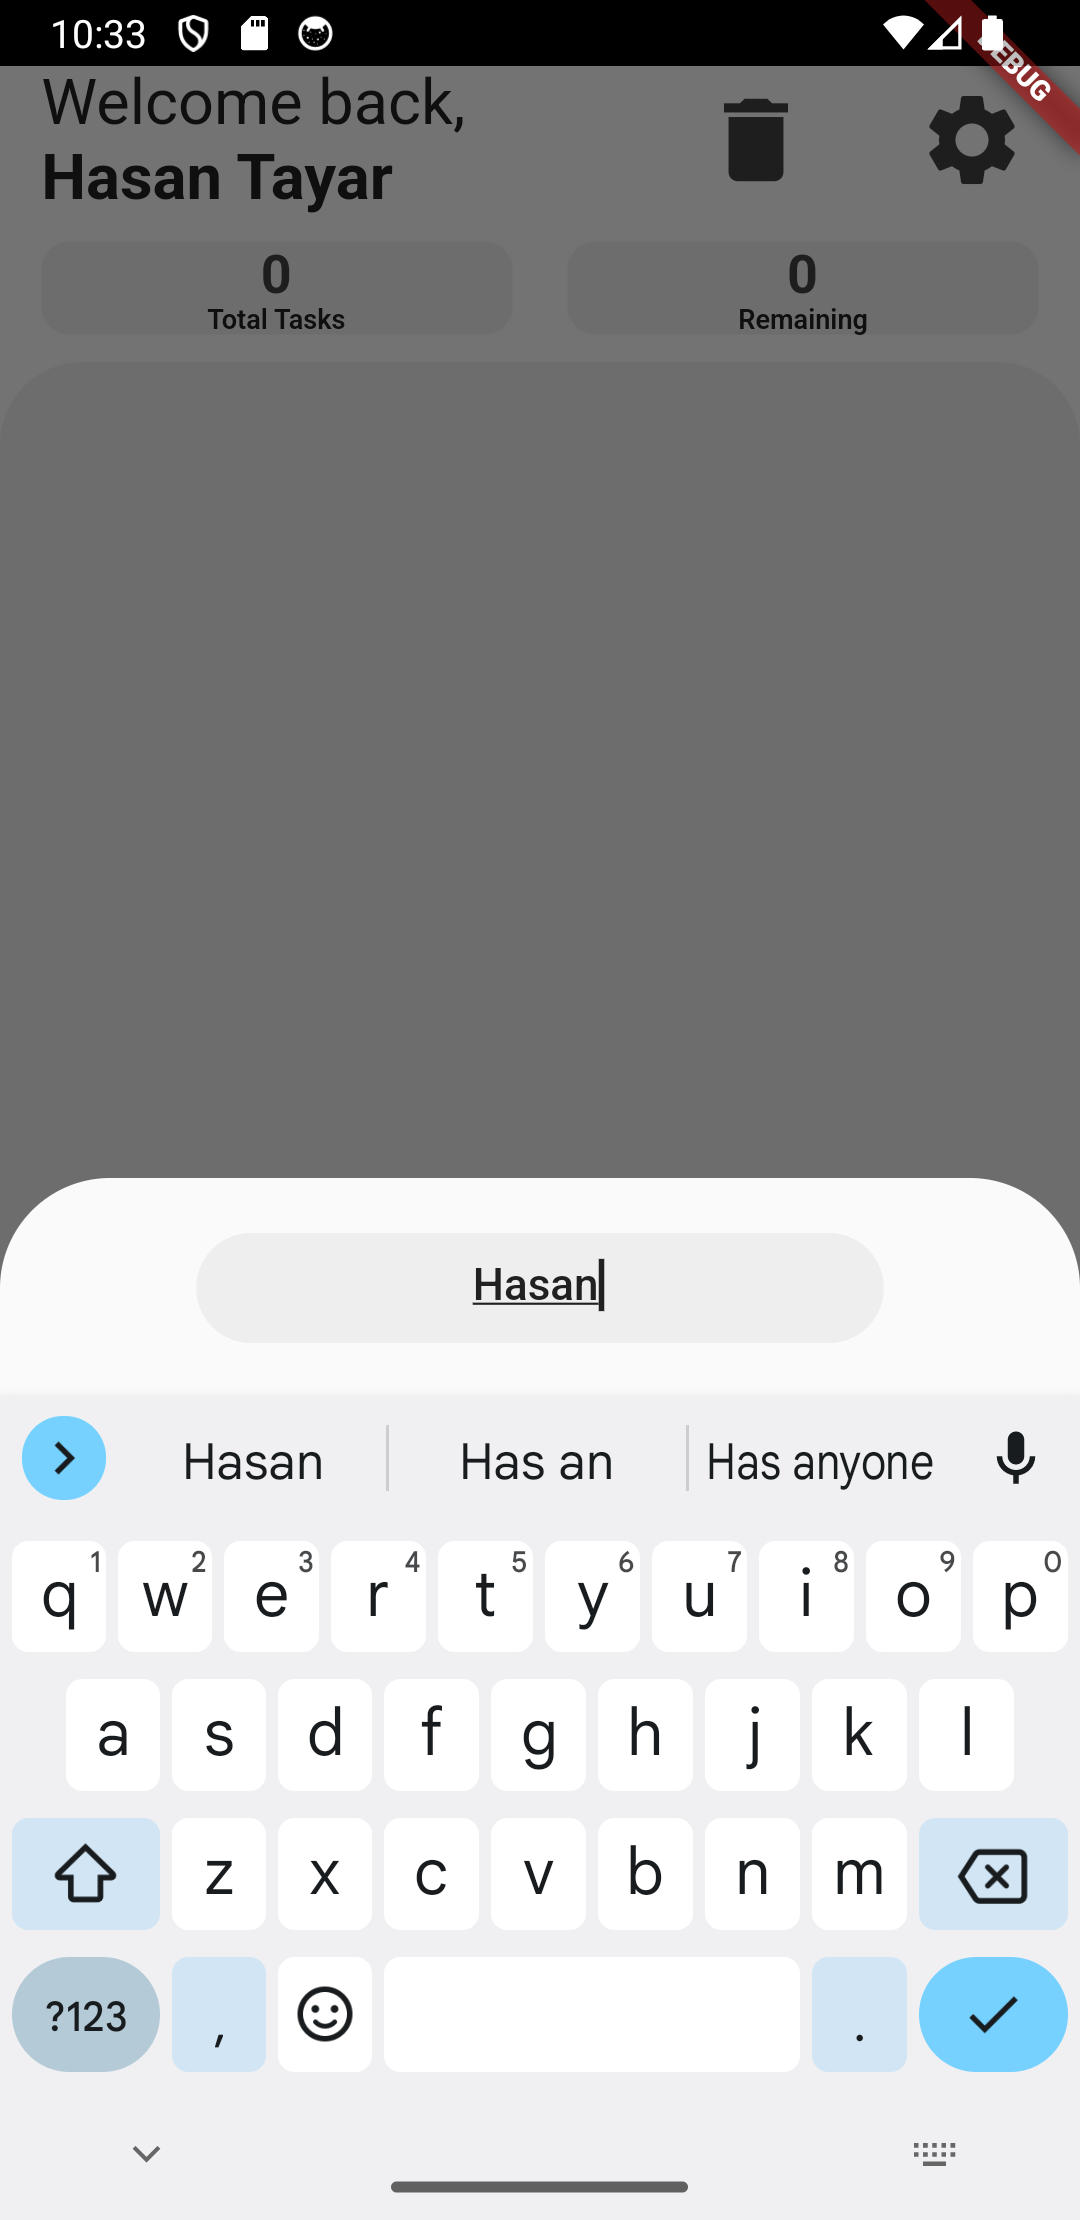 10:33
DEBUG
Welcome back,
Hasan Tayar
0
Total Tasks
0
Remaining
Hasan
Hasan
Has an
Has anyone
q 1 w 2 e 3 r 4 t 5 y 6 u 7 i 8 o 9 p 0
a s d f g h j k l
z x c v b n m
?123 , .